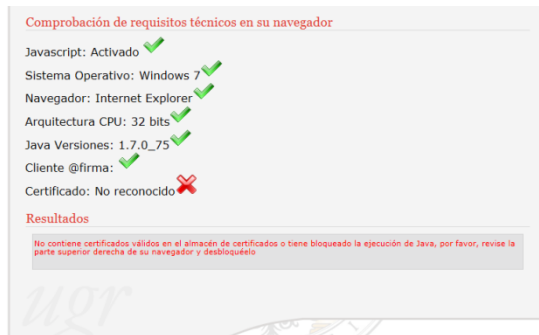 Comprobación de requisitos técnicos en su navegador
Javascript: Activado
Sistema Operativo: Windows 7
Navegador: Internet Explorer
Arquitectura CPU: 32 bits
Java Versiones: 1.7.0_75
Cliente @firma:
Certificado: No reconocido
Resultados
No contiene certificados válidos en el almacén de certificados o tiene bloqueado la ejecución de Java, por favor, revise la
parte superior derecha de su navegador y desbloquéelo
ugr